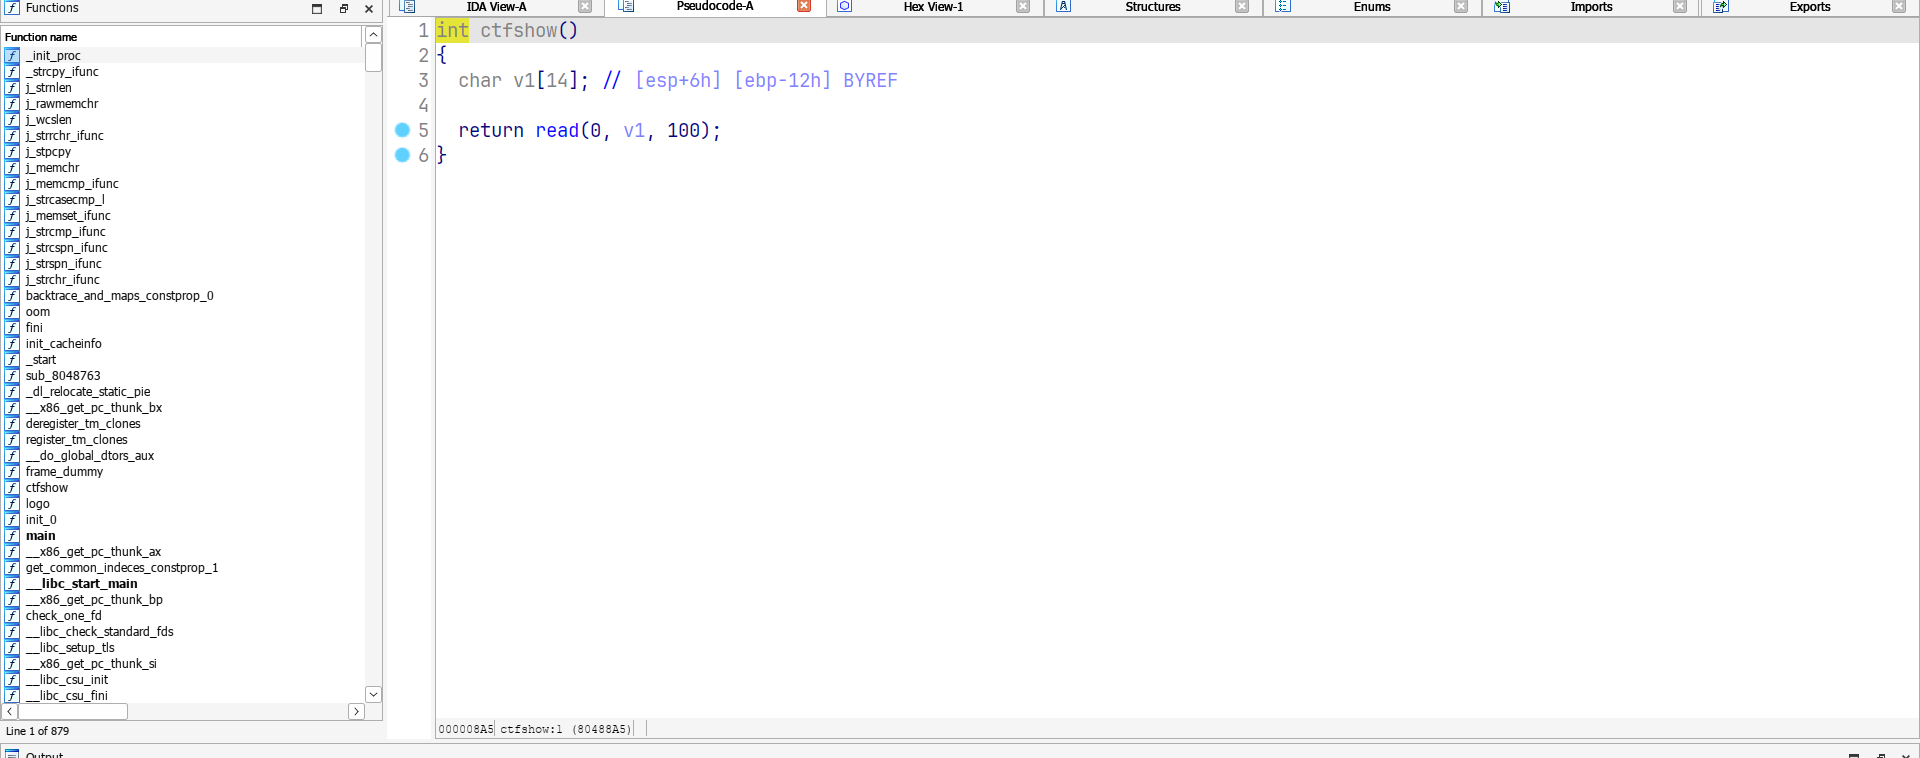 Functions
Function name
_init_proc
_strcpy_ifunc
j_strnlen
j_rawmemchr
j_wcslen
j_strrchr_ifunc
j_stpcpy
j_memchr
j_memcmp_ifunc
j_strcasecmp_l
j_memset_ifunc
j_strcmp_ifunc
j_strcspn_ifunc
j_strspn_ifunc
j_strchr_ifunc
backtrace_and_maps_constprop_0
oom
fini
init_cacheinfo
_start
sub_8048763
_dl_relocate_static_pie
__x86_get_pc_thunk_bx
deregister_tm_clones
register_tm_clones
__do_global_dtors_aux
frame_dummy
ctfshow
logo
init_0
main
__x86_get_pc_thunk_ax
get_common_indeces_constprop_1
__libc_start_main
__x86_get_pc_thunk_bp
check_one_fd
__libc_check_standard_fds
__libc_setup_tls
__x86_get_pc_thunk_si
__libc_csu_init
__libc_csu_fini
Line 1 of 879
IDA View-A Pseudocode-A Hex View-1 Structures Enums Imports Exports
1 int ctfshow()
2 {
3 char v1[14]; // [esp+6h] [ebp-12h] BYREF
4
5 return read(0, v1, 100);
6 }
000008A5 ctfshow:1 (80488A5)
Output